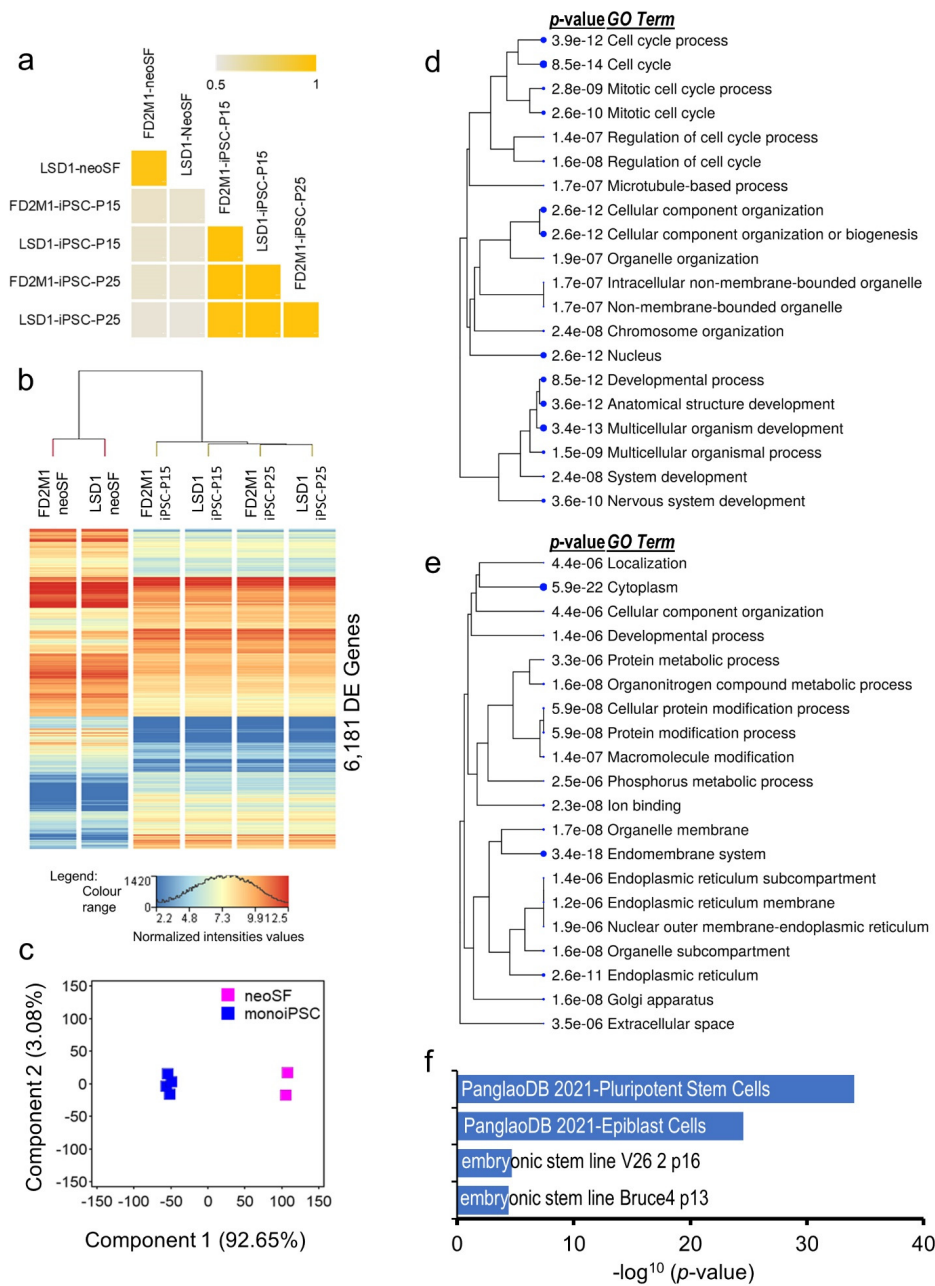 a
0.5 1
FD2M1-neoSF
LSD1-NeoSF
FD2M1-iPSC-P15
LSD1-iPSC-P15
FD2M1-iPSC-P25
LSD1-neoSF
FD2M1-iPSC-P15
LSD1-iPSC-P15
FD2M1-iPSC-P25
LSD1-iPSC-P25
b
FD2M1
neoSF
LSD1
neoSF
FD2M1
iPSC-P15
LSD1
iPSC-P15
FD2M1
iPSC-P25
LSD1
iPSC-P25
6,181 DE Genes
Legend:
Colour
range
1420
0
2.2 4.8 7.3 9.9 12.5
Normalized intensities values
c
neoSF
monoiPSC
150
100
50
0
-50
-100
-150
-150 -100 -50 0 50 100 150
Component 2 (3.08%)
Component 1 (92.65%)
d
p-value GO Term
3.9e-12 Cell cycle process
8.5e-14 Cell cycle
2.8e-09 Mitotic cell cycle process
2.6e-10 Mitotic cell cycle
1.4e-07 Regulation of cell cycle process
1.6e-08 Regulation of cell cycle
1.7e-07 Microtubule-based process
2.6e-12 Cellular component organization
2.6e-12 Cellular component organization or biogenesis
1.9e-07 Organelle organization
1.7e-07 Intracellular non-membrane-bounded organelle
1.7e-07 Non-membrane-bounded organelle
2.4e-08 Chromosome organization
2.6e-12 Nucleus
8.5e-12 Developmental process
3.6e-12 Anatomical structure development
3.4e-13 Multicellular organism development
1.5e-09 Multicellular organismal process
2.4e-08 System development
3.6e-10 Nervous system development
e
p-value GO Term
4.4e-06 Localization
5.9e-22 Cytoplasm
4.4e-06 Cellular component organization
1.4e-06 Developmental process
3.3e-06 Protein metabolic process
1.6e-08 Organonitrogen compound metabolic process
5.9e-08 Cellular protein modification process
5.9e-08 Protein modification process
1.4e-07 Macromolecule modification
2.5e-06 Phosphorus metabolic process
2.3e-08 Ion binding
1.7e-08 Organelle membrane
3.4e-18 Endomembrane system
1.4e-06 Endoplasmic reticulum subcompartment
1.2e-06 Endoplasmic reticulum membrane
1.9e-06 Nuclear outer membrane-endoplasmic reticulum
1.6e-08 Organelle subcompartment
2.6e-11 Endoplasmic reticulum
1.6e-08 Golgi apparatus
3.5e-06 Extracellular space
f
PanglaoDB 2021-Pluripotent Stem Cells
PanglaoDB 2021-Epiblast Cells
embryonic stem line V26 2 p16
embryonic stem line Bruce4 p13
0 10 20 30 40
-log¹⁰ (p-value)